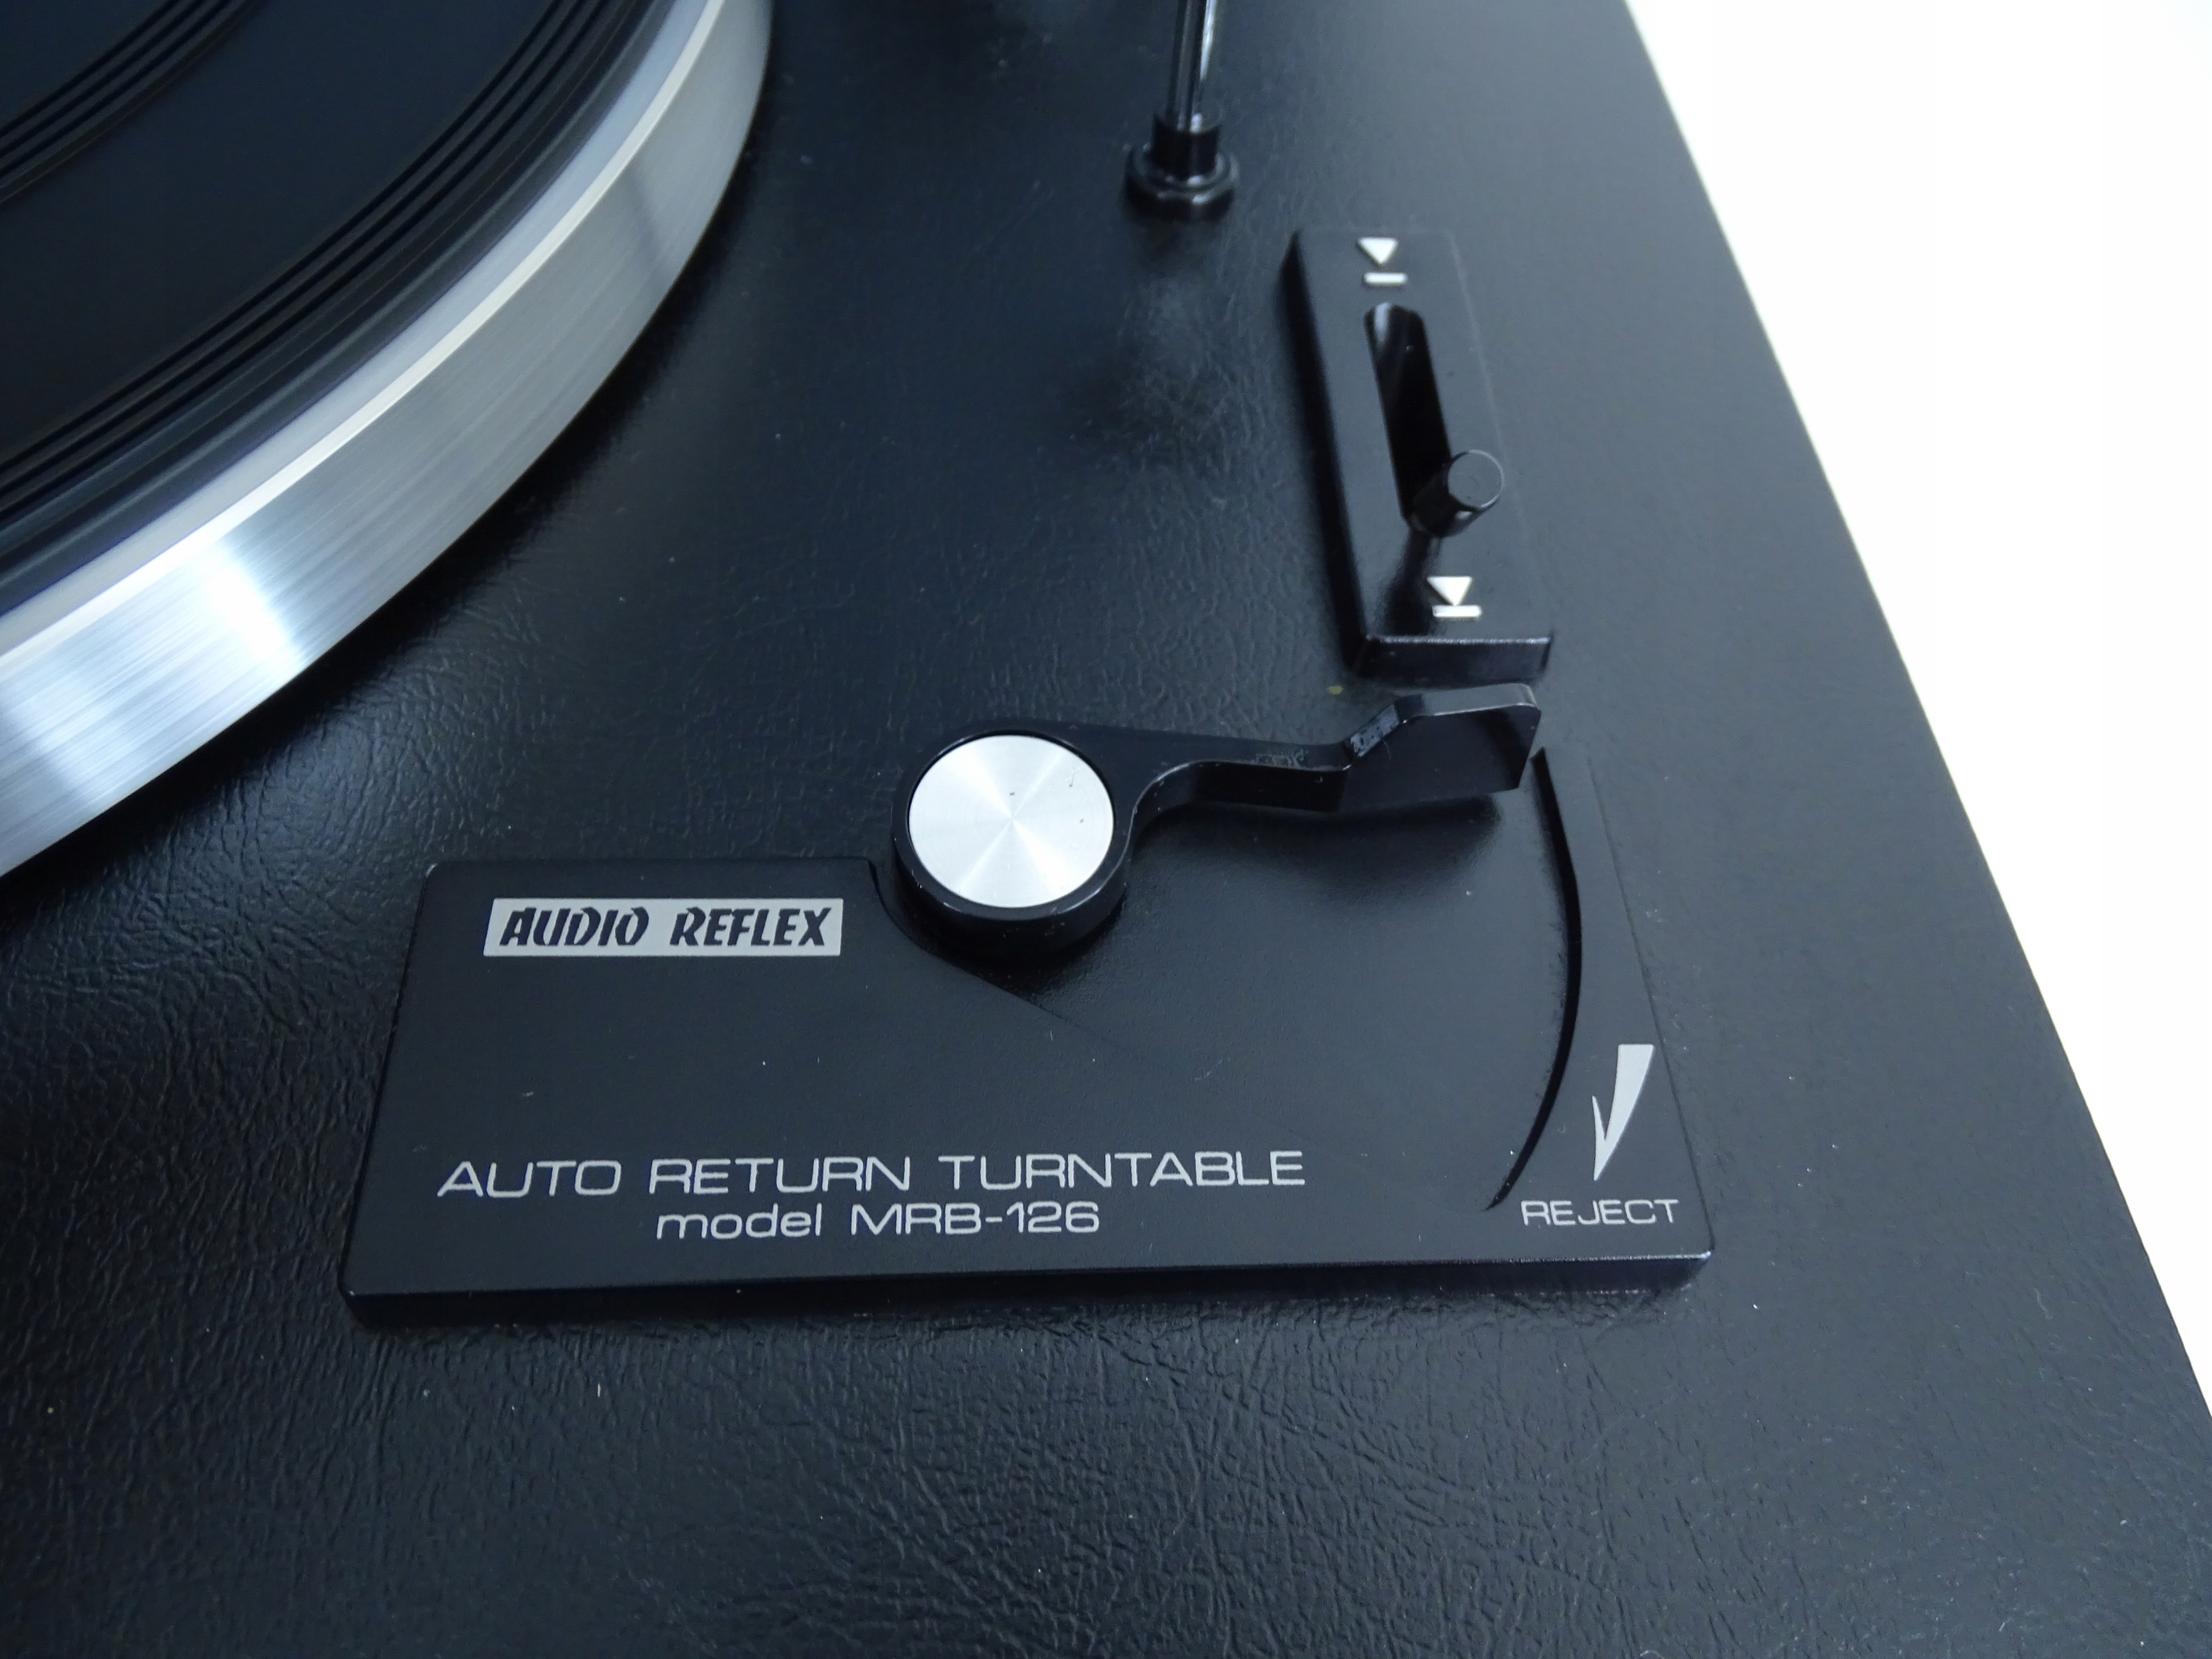 AUDIO REFLEX
AUTO RETURN TURNTABLE
model MRB-126
REJECT